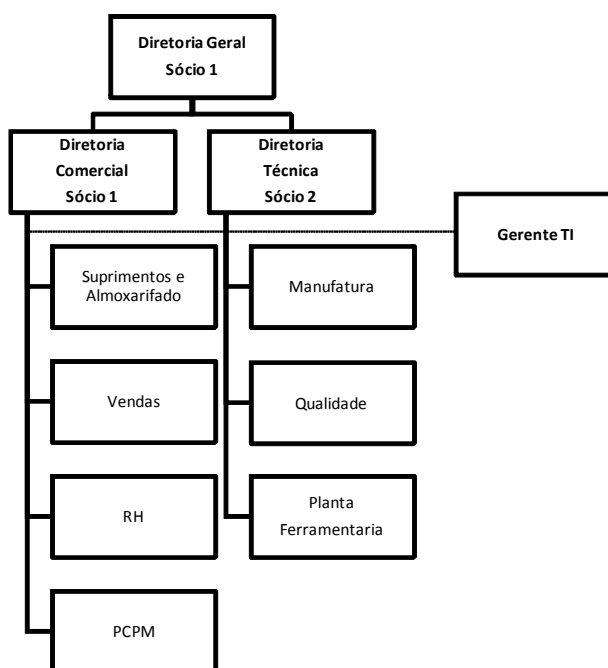 Diretoria Geral
Sócio 1
Diretoria
Comercial
Sócio 1
Diretoria
Técnica
Sócio 2
Gerente TI
Suprimentos e
Almoxarifado
Manufatura
Vendas
Qualidade
RH
Planta
Ferramentaria
PCPM